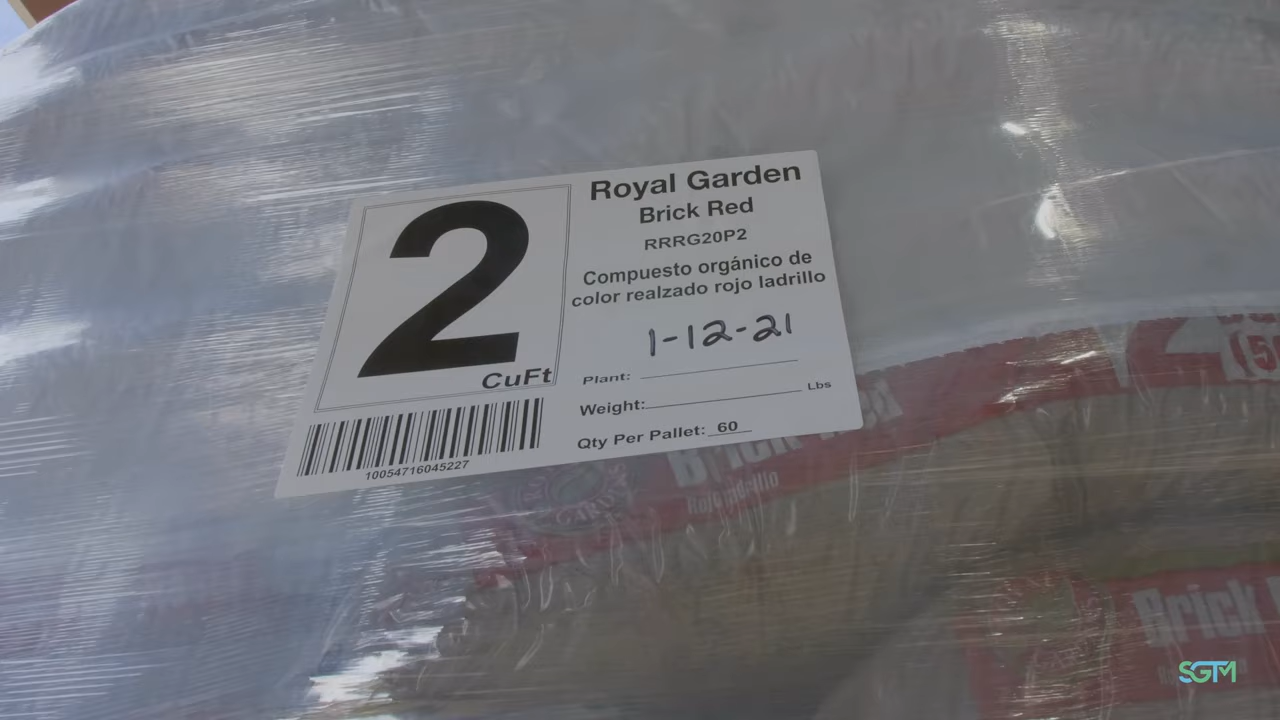 2
CuFt
10054716045227
Royal Garden
Brick Red
RRRG20P2
Compuesto orgánico de
color realzado rojo ladrillo
1-12-21
Plant:
Weight: Lbs
Qty Per Pallet: 60
Brick Red
Brick
SGTM